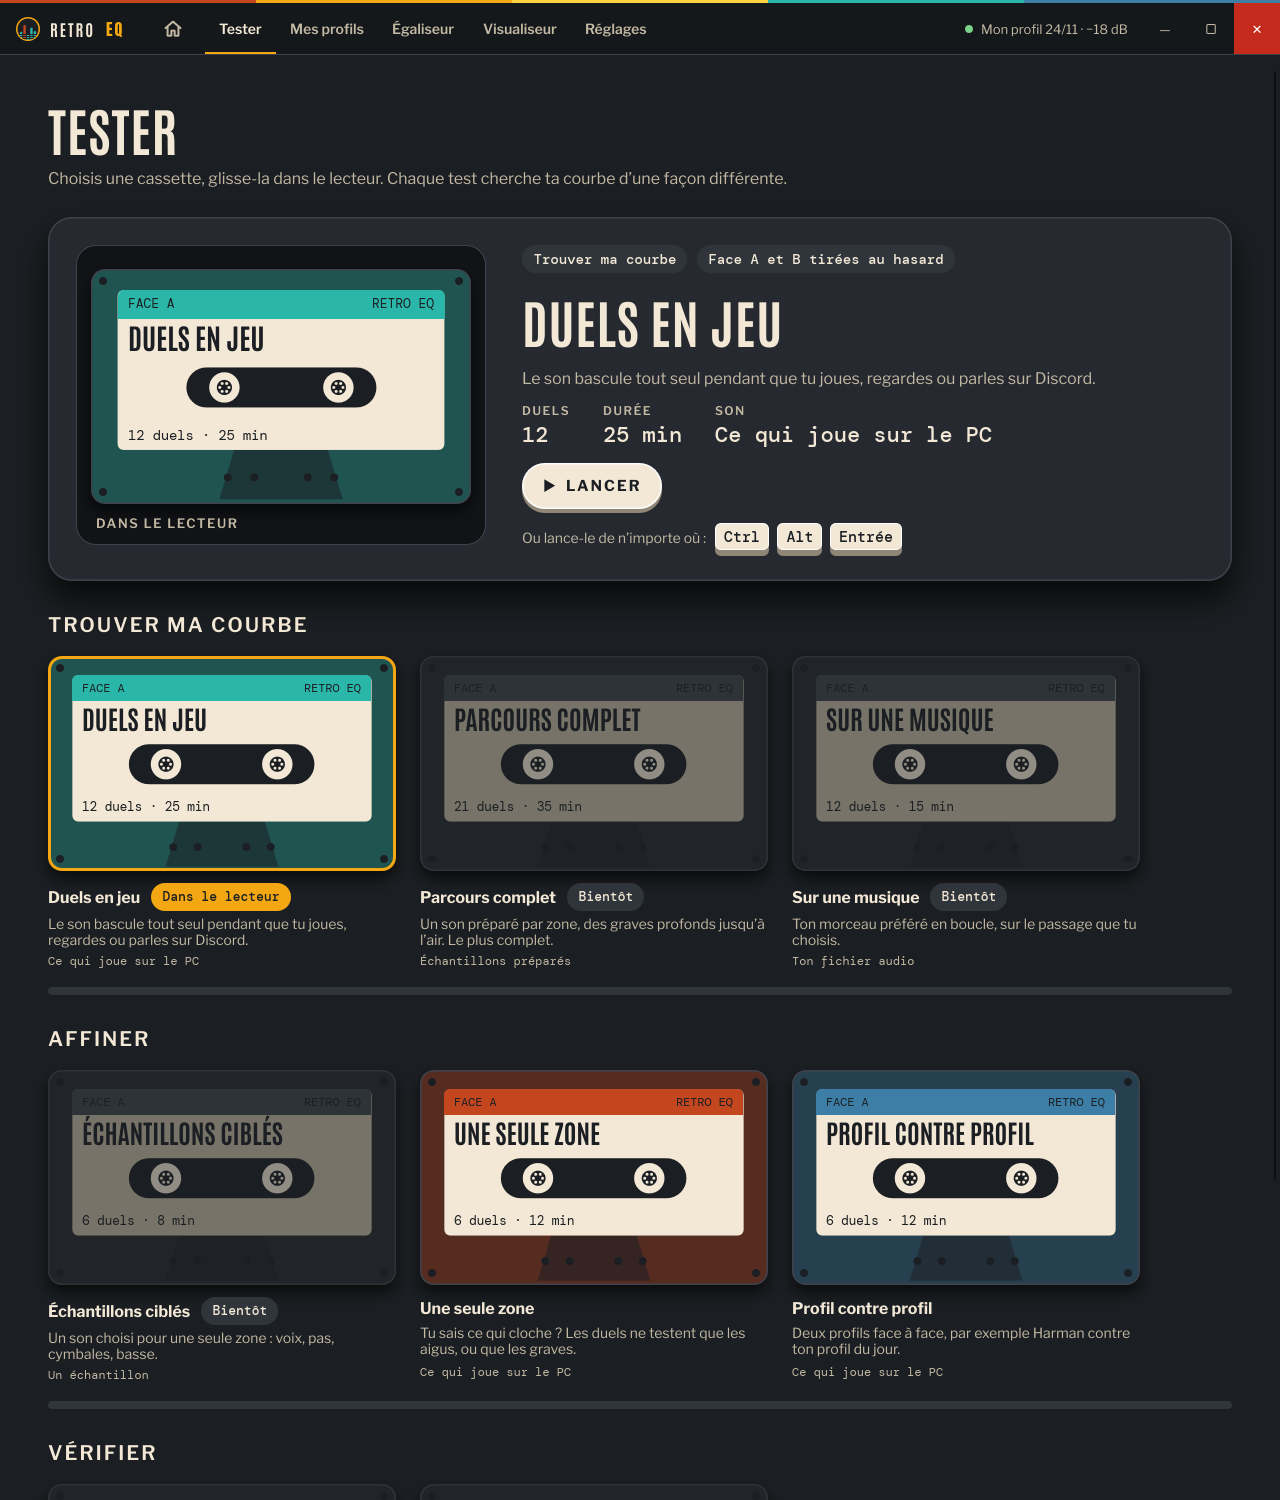 RETRO EQ
Tester
Mes profils
Égaliseur
Visualiseur
Réglages
Mon profil 24/11 · −18 dB
TESTER
Choisis une cassette, glisse-la dans le lecteur. Chaque test cherche ta courbe d’une façon différente.
FACE A
RETRO EQ
DUELS EN JEU
12 duels · 25 min
DANS LE LECTEUR
Trouver ma courbe
Face A et B tirées au hasard
DUELS EN JEU
Le son bascule tout seul pendant que tu joues, regardes ou parles sur Discord.
DUELS
DURÉE
SON
12
25 min
Ce qui joue sur le PC
LANCER
Ou lance-le de n’importe où :
Ctrl
Alt
Entrée
TROUVER MA COURBE
FACE A
RETRO EQ
DUELS EN JEU
12 duels · 25 min
Duels en jeu
Dans le lecteur
Le son bascule tout seul pendant que tu joues,
regardes ou parles sur Discord.
Ce qui joue sur le PC
FACE A
RETRO EQ
PARCOURS COMPLET
21 duels · 35 min
Parcours complet
Bientôt
Un son préparé par zone, des graves profonds jusqu’à
l’air. Le plus complet.
Échantillons préparés
FACE A
RETRO EQ
SUR UNE MUSIQUE
12 duels · 15 min
Sur une musique
Bientôt
Ton morceau préféré en boucle, sur le passage que tu
choisis.
Ton fichier audio
AFFINER
FACE A
RETRO EQ
ÉCHANTILLONS CIBLÉS
6 duels · 8 min
Échantillons ciblés
Bientôt
Un son choisi pour une seule zone : voix, pas,
cymbales, basse.
Un échantillon
FACE A
RETRO EQ
UNE SEULE ZONE
6 duels · 12 min
Une seule zone
Tu sais ce qui cloche ? Les duels ne testent que les
aigus, ou que les graves.
Ce qui joue sur le PC
FACE A
RETRO EQ
PROFIL CONTRE PROFIL
6 duels · 12 min
Profil contre profil
Deux profils face à face, par exemple Harman contre
ton profil du jour.
Ce qui joue sur le PC
VÉRIFIER